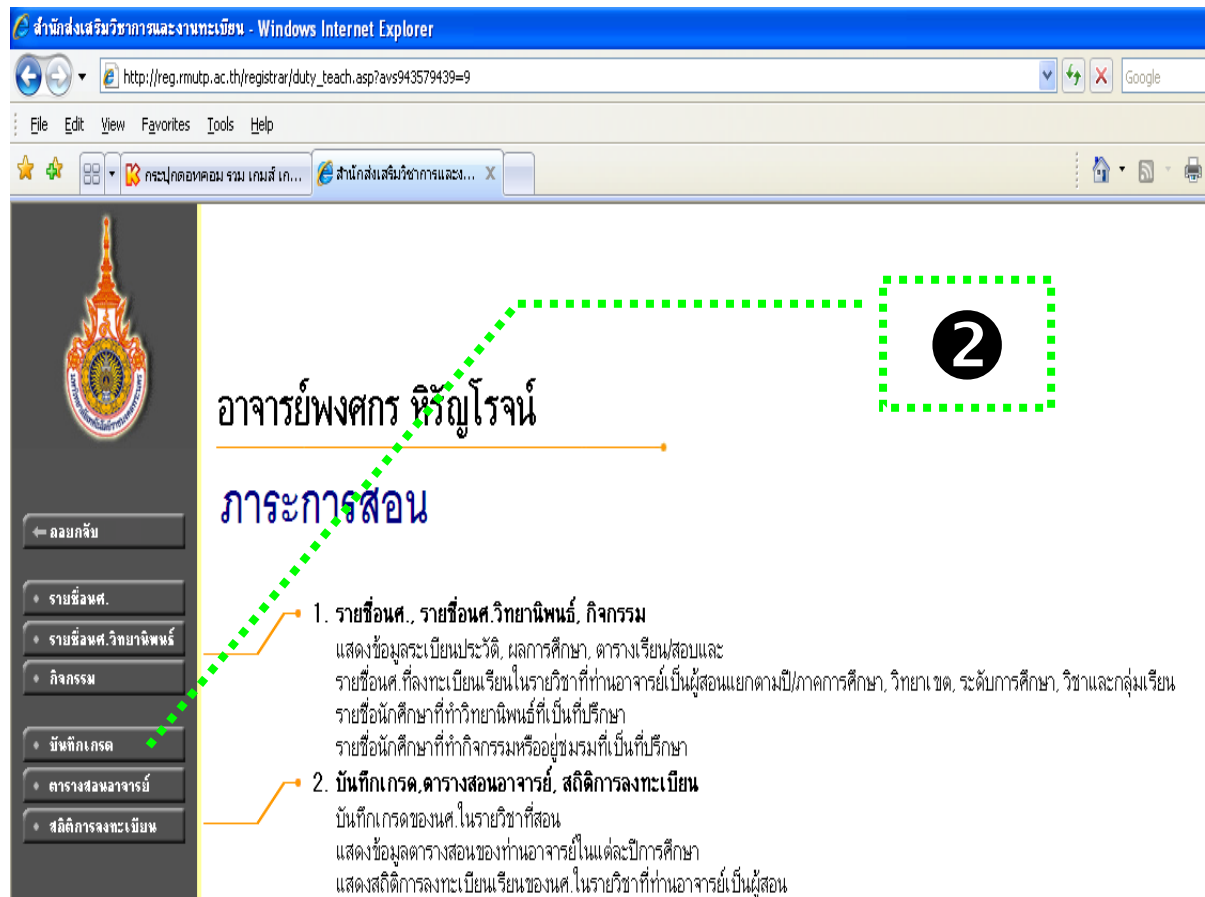 สำนักส่งเสริมวิชาการและงานทะเบียน - Windows Internet Explorer
http://reg.rmutp.ac.th/registrar/duty_teach.asp?avs943579439=9
Google
File Edit View Favorites Tools Help
กระปุกดอทคอม รวม เกมส์ เก...
สำนักส่งเสริมวิชาการและง... X
2
อาจารย์พงศกร หิรัญโรจน์
ภาระการสอน
ถอยกลับ
รายชื่อนศ.
รายชื่อนศ.วิทยานิพนธ์
กิจกรรม
บันทึกเกรด
ตารางสอนอาจารย์
สถิติการลงทะเบียน
1. รายชื่อนศ., รายชื่อนศ.วิทยานิพนธ์, กิจกรรม
แสดงข้อมูลระเบียนประวัติ, ผลการศึกษา, ตารางเรียน/สอบและ
รายชื่อนศ.ที่ลงทะเบียนเรียนในรายวิชาที่ท่านอาจารย์เป็นผู้สอนแยกตามปี/ภาคการศึกษา, วิทยาเขต, ระดับการศึกษา, วิชาและกลุ่มเรียน
รายชื่อนักศึกษาที่ทำวิทยานิพนธ์ที่เป็นที่ปรึกษา
รายชื่อนักศึกษาที่ทำกิจกรรมหรืออยู่ชมรมที่เป็นที่ปรึกษา
2. บันทึกเกรด,ตารางสอนอาจารย์, สถิติการลงทะเบียน
บันทึกเกรดของนศ.ในรายวิชาที่สอน
แสดงข้อมูลตารางสอนของท่านอาจารย์ในแต่ละปีการศึกษา
แสดงสถิติการลงทะเบียนเรียนของนศ.ในรายวิชาที่ท่านอาจารย์เป็นผู้สอน